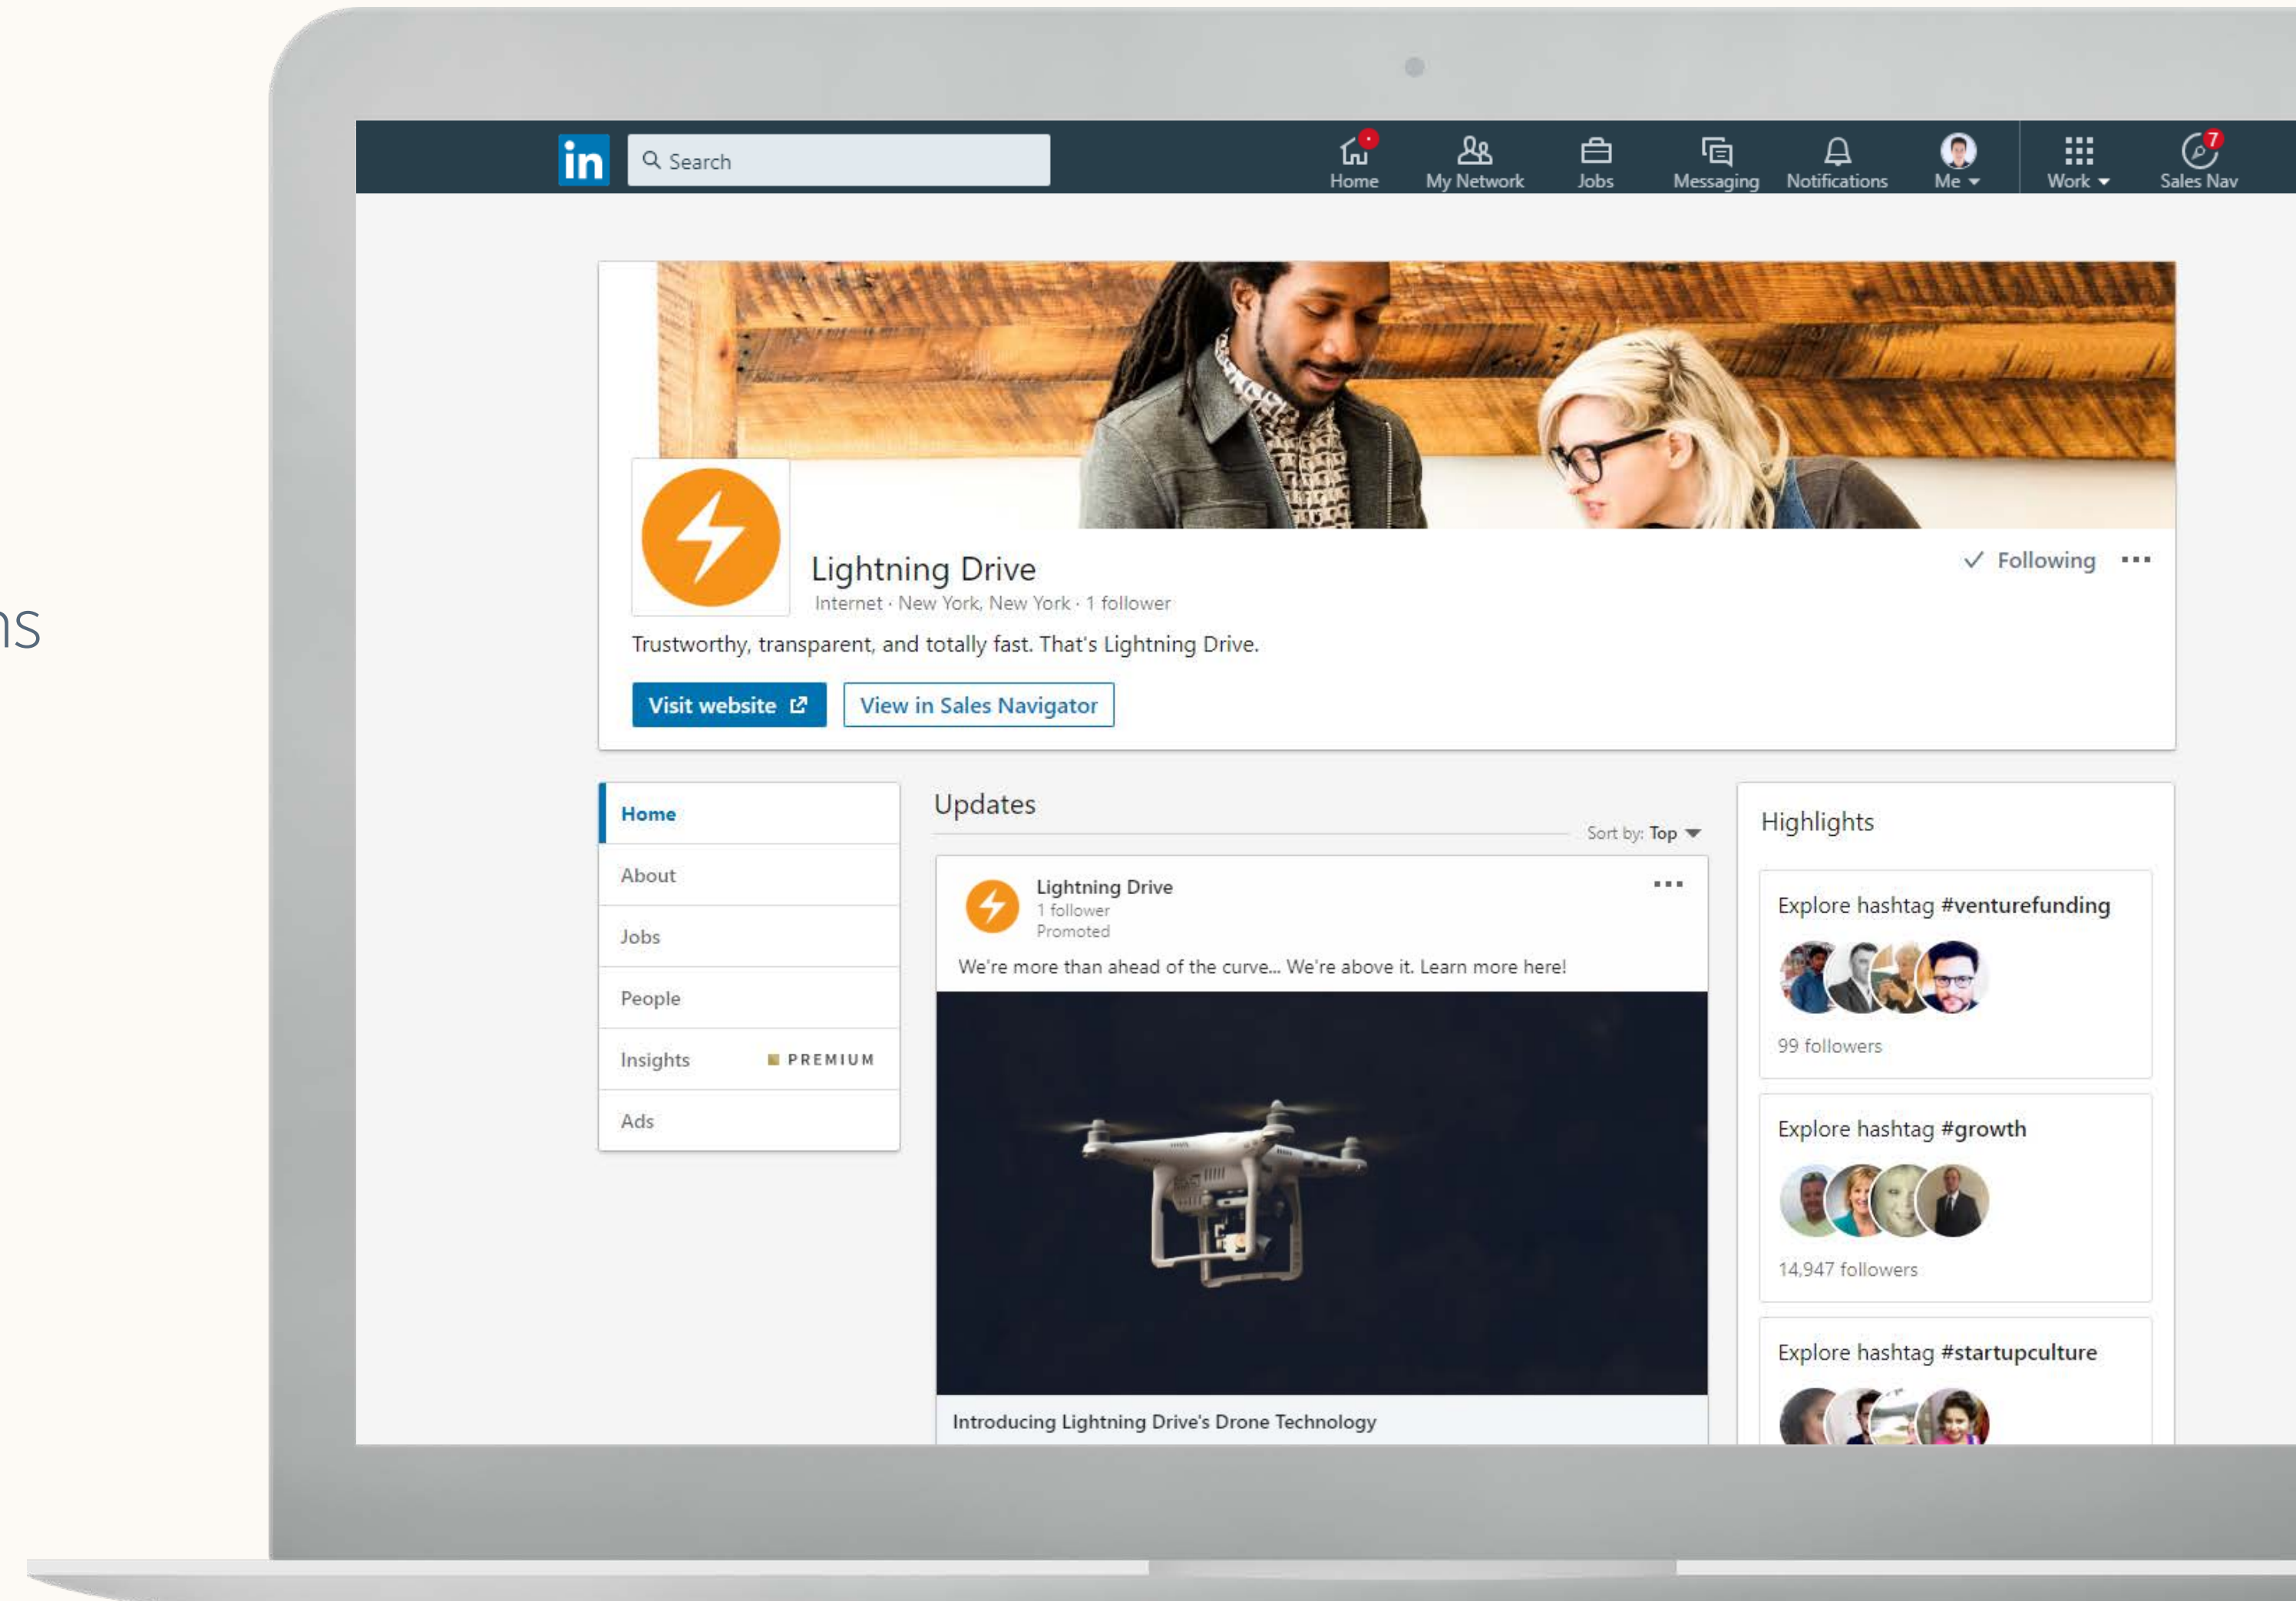 ns
in
Search
Home
My Network
Jobs
Messaging
Notifications
Me
Work
7
Sales Nav
Lightning Drive
Internet · New York, New York · 1 follower
Following
Trustworthy, transparent, and totally fast. That's Lightning Drive.
Visit website
View in Sales Navigator
Home
About
Jobs
People
Insights PREMIUM
Ads
Updates
Sort by: Top
Lightning Drive
1 follower
Promoted
We're more than ahead of the curve... We're above it. Learn more here!
Introducing Lightning Drive's Drone Technology
Highlights
Explore hashtag #venturefunding
99 followers
Explore hashtag #growth
14,947 followers
Explore hashtag #startupculture